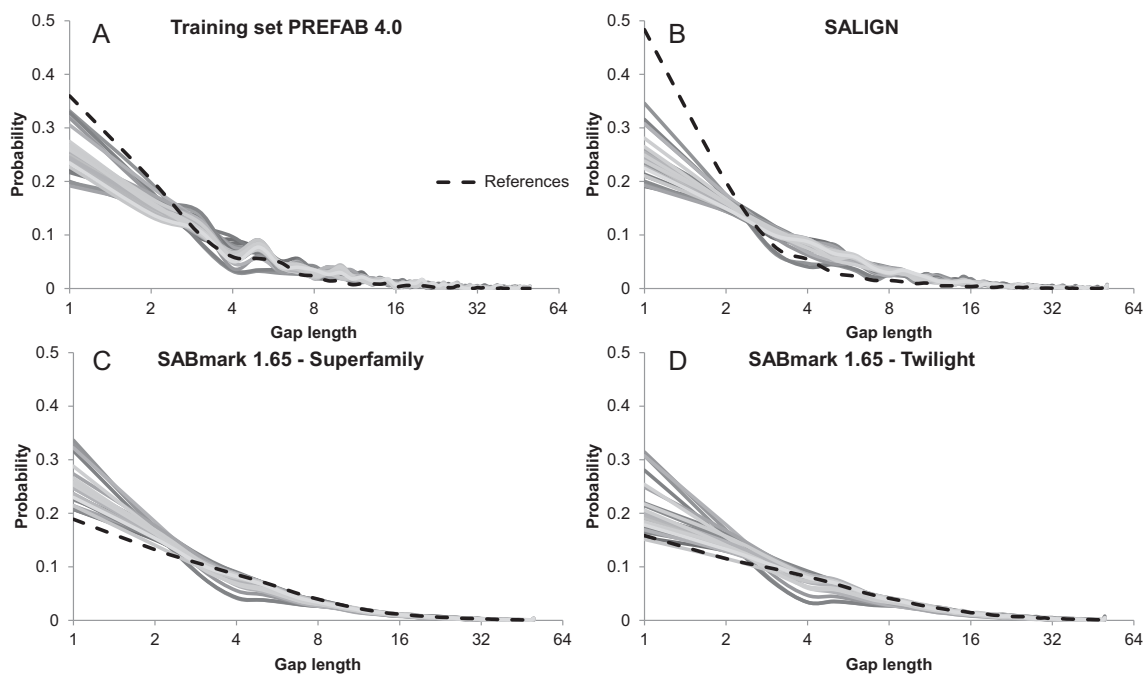 A Training set PREFAB 4.0
0.5
0.4
0.3
0.2
0.1
0
Probability
References
1 2 4 8 16 32 64
Gap length
B SALIGN
0.5
0.4
0.3
0.2
0.1
0
Probability
1 2 4 8 16 32 64
Gap length
C SABmark 1.65 - Superfamily
0.5
0.4
0.3
0.2
0.1
0
Probability
1 2 4 8 16 32 64
Gap length
D SABmark 1.65 - Twilight
0.5
0.4
0.3
0.2
0.1
0
Probability
1 2 4 8 16 32 64
Gap length